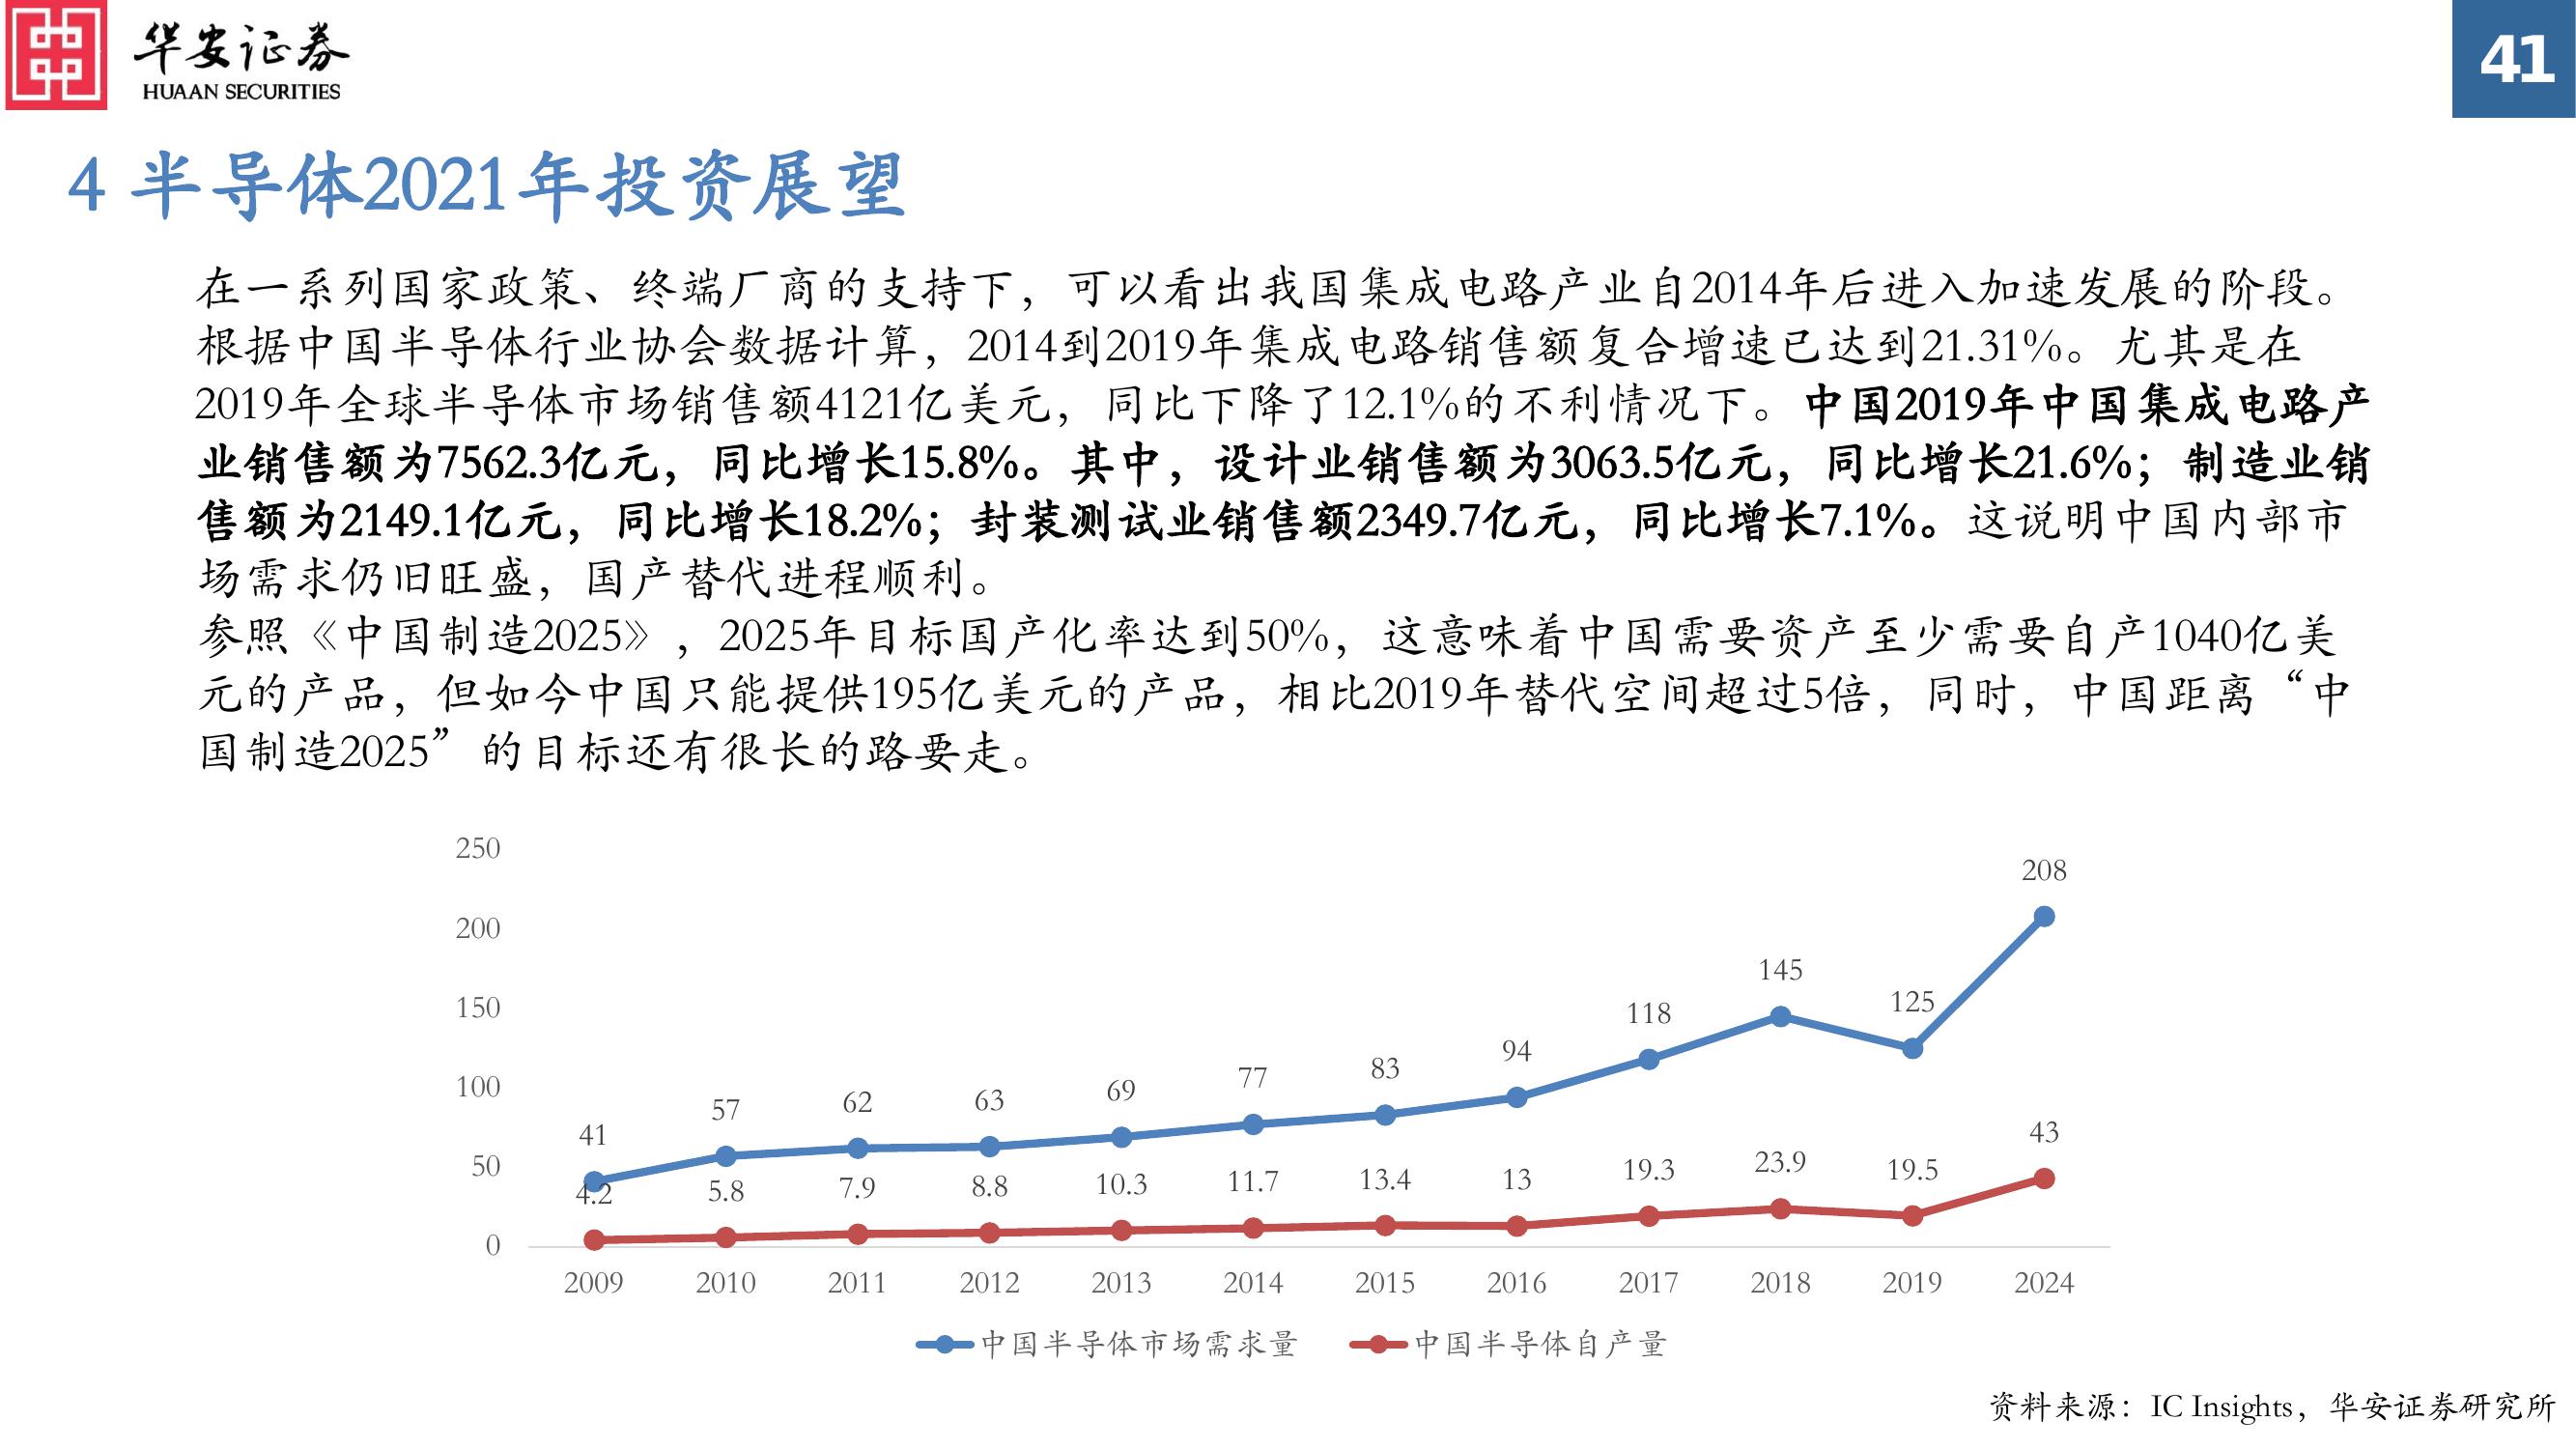 华安证券
HUAAN SECURITIES
41
4 半导体2021年投资展望
在一系列国家政策、终端厂商的支持下，可以看出我国集成电路产业自2014年后进入加速发展的阶段。
根据中国半导体行业协会数据计算，2014到2019年集成电路销售额复合增速已达到21.31%。尤其是在
2019年全球半导体市场销售额4121亿美元，同比下降了12.1%的不利情况下。中国2019年中国集成电路产
业销售额为7562.3亿元，同比增长15.8%。其中，设计业销售额为3063.5亿元，同比增长21.6%；制造业销
售额为2149.1亿元，同比增长18.2%；封装测试业销售额2349.7亿元，同比增长7.1%。这说明中国内部市
场需求仍旧旺盛，国产替代进程顺利。
参照《中国制造2025》，2025年目标国产化率达到50%，这意味着中国需要资产至少需要自产1040亿美
元的产品，但如今中国只能提供195亿美元的产品，相比2019年替代空间超过5倍，同时，中国距离“中
国制造2025”的目标还有很长的路要走。
250
200
150
100
50
0
41 57 62 63 69 77 83 94 118 145 125 208
4.2 5.8 7.9 8.8 10.3 11.7 13.4 13 19.3 23.9 19.5 43
2009 2010 2011 2012 2013 2014 2015 2016 2017 2018 2019 2024
中国半导体市场需求量 中国半导体自产量
资料来源：IC Insights，华安证券研究所